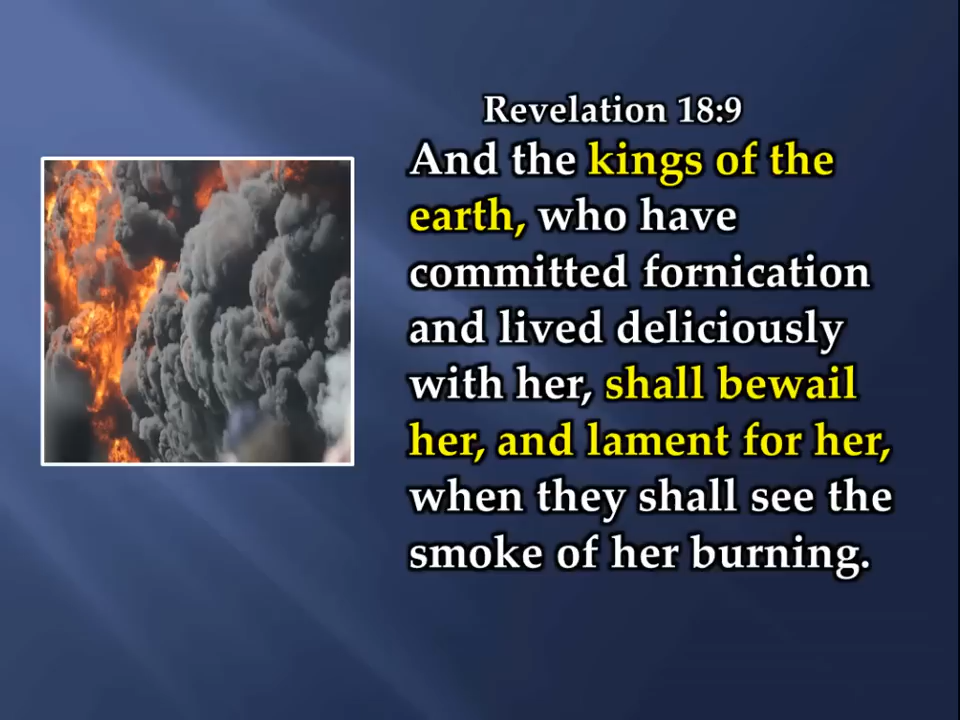 Revelation 18:9
And the kings of the
earth, who have
committed fornication
and lived deliciously
with her, shall bewail
her, and lament for her,
when they shall see the
smoke of her burning.